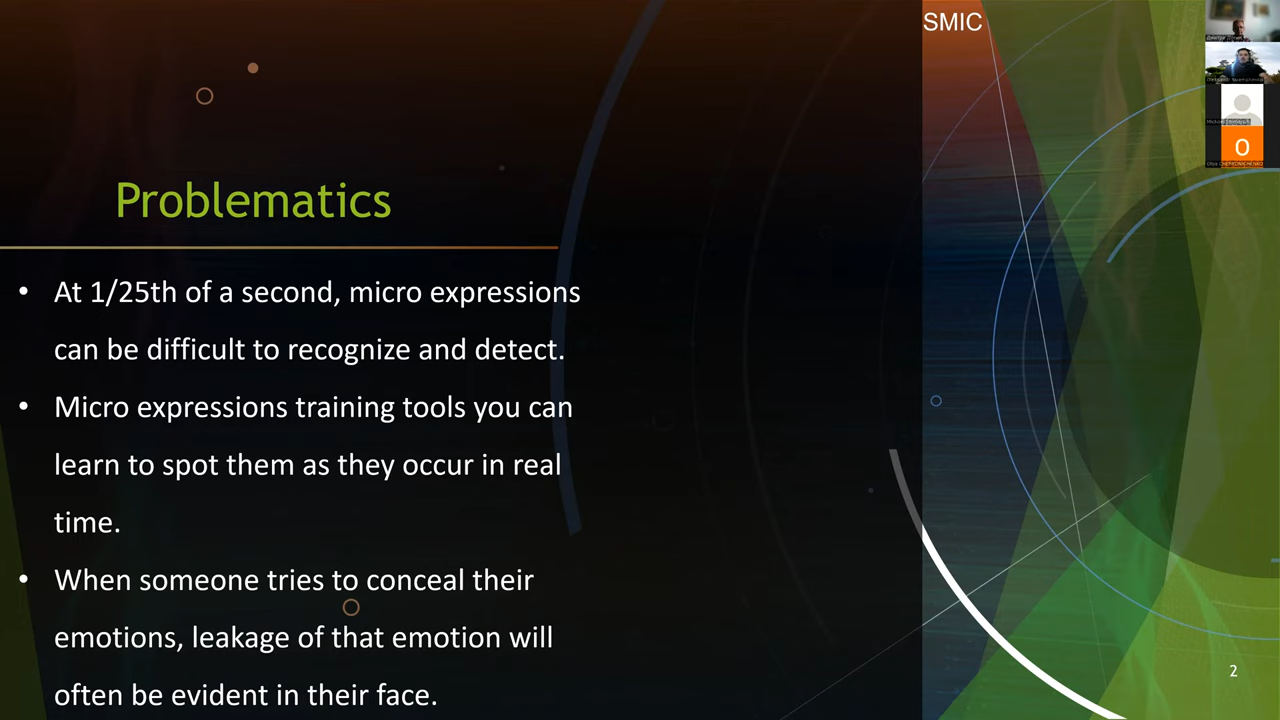 SMIC
Problematics
• At 1/25th of a second, micro expressions
can be difficult to recognize and detect.
• Micro expressions training tools you can
learn to spot them as they occur in real
time.
• When someone tries to conceal their
emotions, leakage of that emotion will
often be evident in their face.
O
2